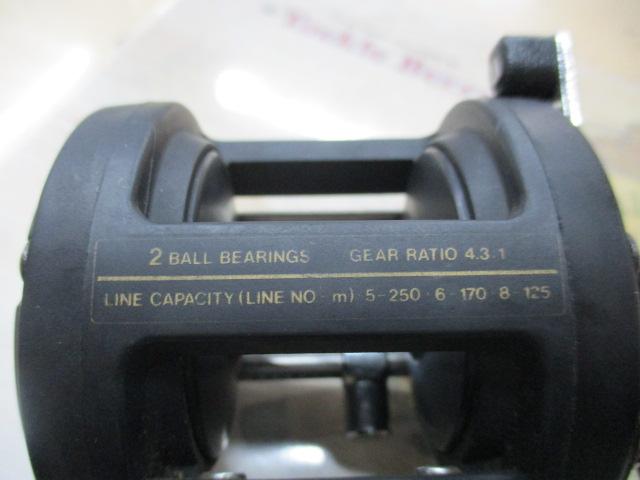 2 BALL BEARINGS GEAR RATIO 4.3:1
LINE CAPACITY (LINE NO · m) 5-250 · 6-170 · 8-125